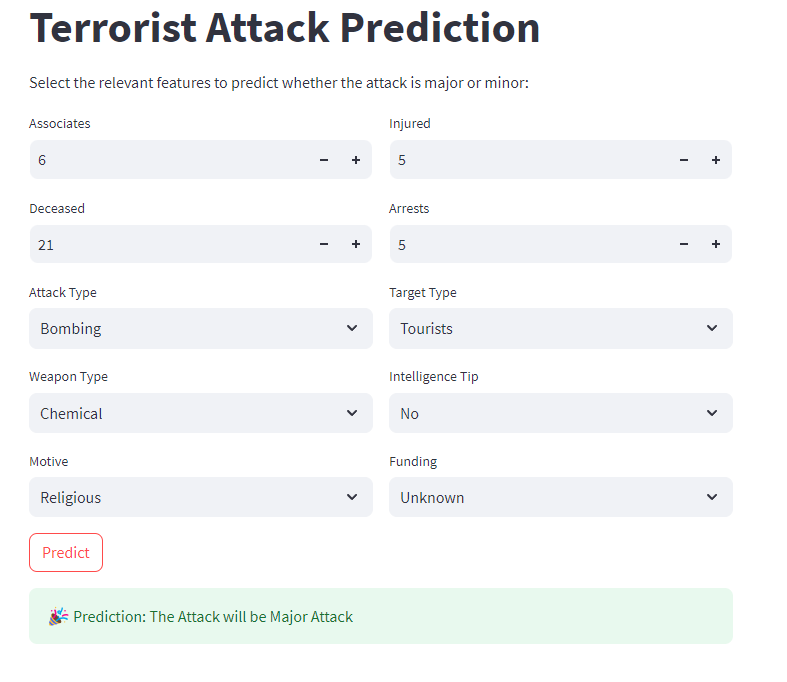 Terrorist Attack Prediction
Select the relevant features to predict whether the attack is major or minor:
Associates
Injured
6 − +
5 − +
Deceased
Arrests
21 − +
5 − +
Attack Type
Target Type
Bombing
Tourists
Weapon Type
Intelligence Tip
Chemical
No
Motive
Funding
Religious
Unknown
Predict
🎉 Prediction: The Attack will be Major Attack